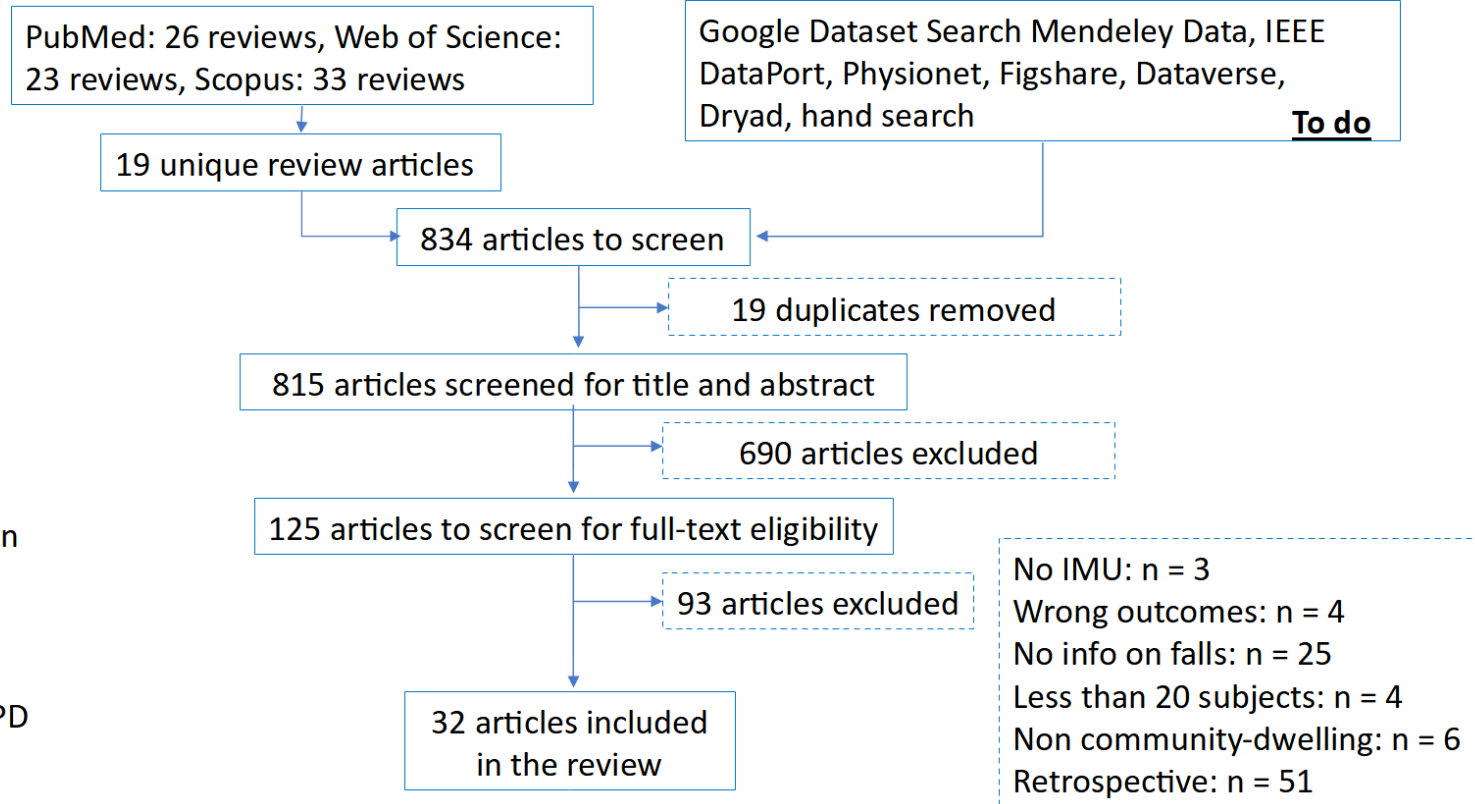 PubMed: 26 reviews, Web of Science:
23 reviews, Scopus: 33 reviews
Google Dataset Search Mendeley Data, IEEE
DataPort, Physionet, Figshare, Dataverse,
Dryad, hand search
To do
19 unique review articles
834 articles to screen
19 duplicates removed
815 articles screened for title and abstract
690 articles excluded
125 articles to screen for full-text eligibility
n
93 articles excluded
No IMU: n = 3
Wrong outcomes: n = 4
No info on falls: n = 25
Less than 20 subjects: n = 4
Non community-dwelling: n = 6
Retrospective: n = 51
PD
32 articles included
in the review